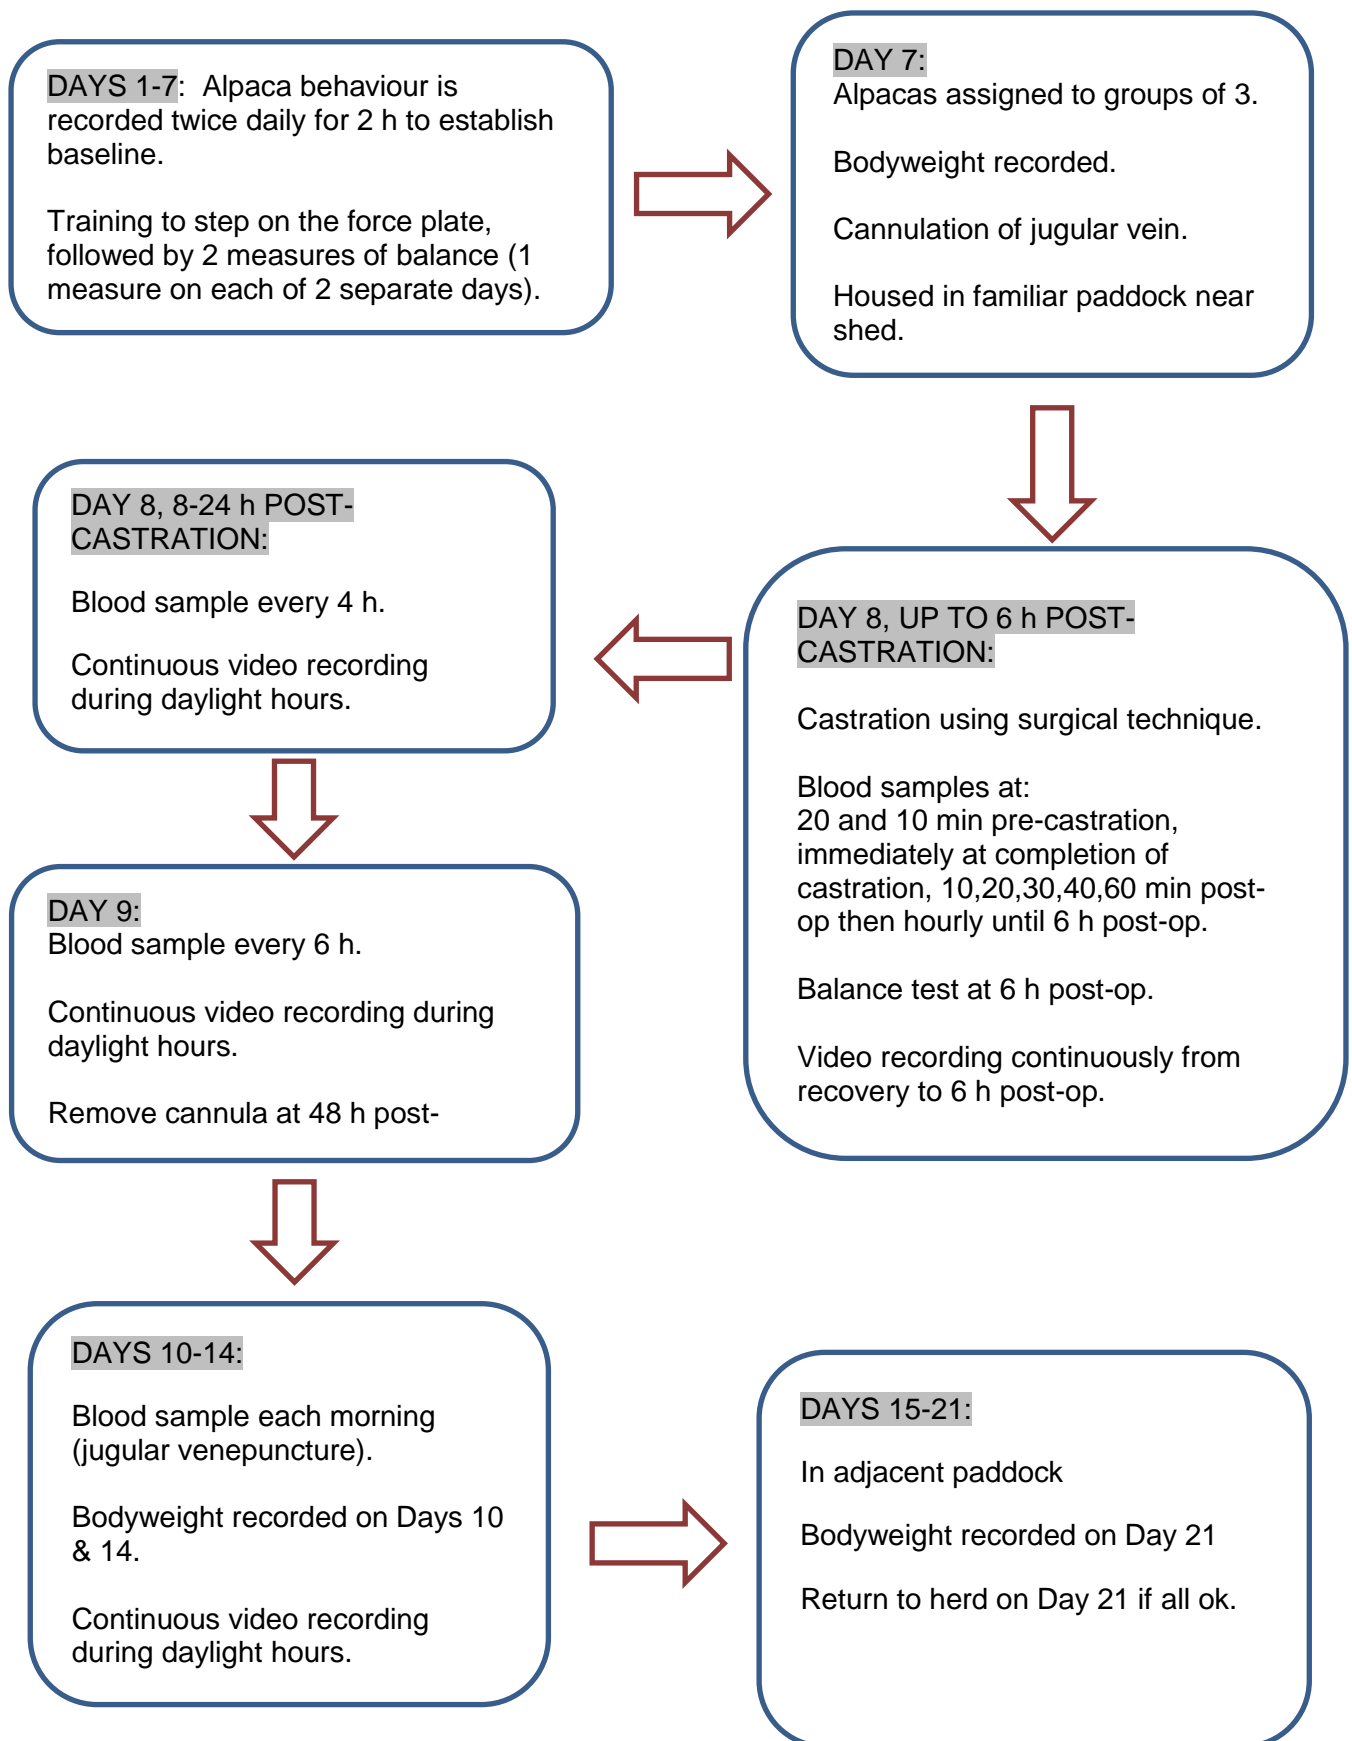 DAYS 1-7: Alpaca behaviour is
recorded twice daily for 2 h to establish
baseline.
Training to step on the force plate,
followed by 2 measures of balance (1
measure on each of 2 separate days).
DAY 7:
Alpacas assigned to groups of 3.
Bodyweight recorded.
Cannulation of jugular vein.
Housed in familiar paddock near
shed.
DAY 8, UP TO 6 h POST-
CASTRATION:
Castration using surgical technique.
Blood samples at:
20 and 10 min pre-castration,
immediately at completion of
castration, 10,20,30,40,60 min post-
op then hourly until 6 h post-op.
Balance test at 6 h post-op.
Video recording continuously from
recovery to 6 h post-op.
DAY 8, 8-24 h POST-
CASTRATION:
Blood sample every 4 h.
Continuous video recording
during daylight hours.
DAY 9:
Blood sample every 6 h.
Continuous video recording during
daylight hours.
Remove cannula at 48 h post-
DAYS 10-14:
Blood sample each morning
(jugular venepuncture).
Bodyweight recorded on Days 10
& 14.
Continuous video recording
during daylight hours.
DAYS 15-21:
In adjacent paddock
Bodyweight recorded on Day 21
Return to herd on Day 21 if all ok.